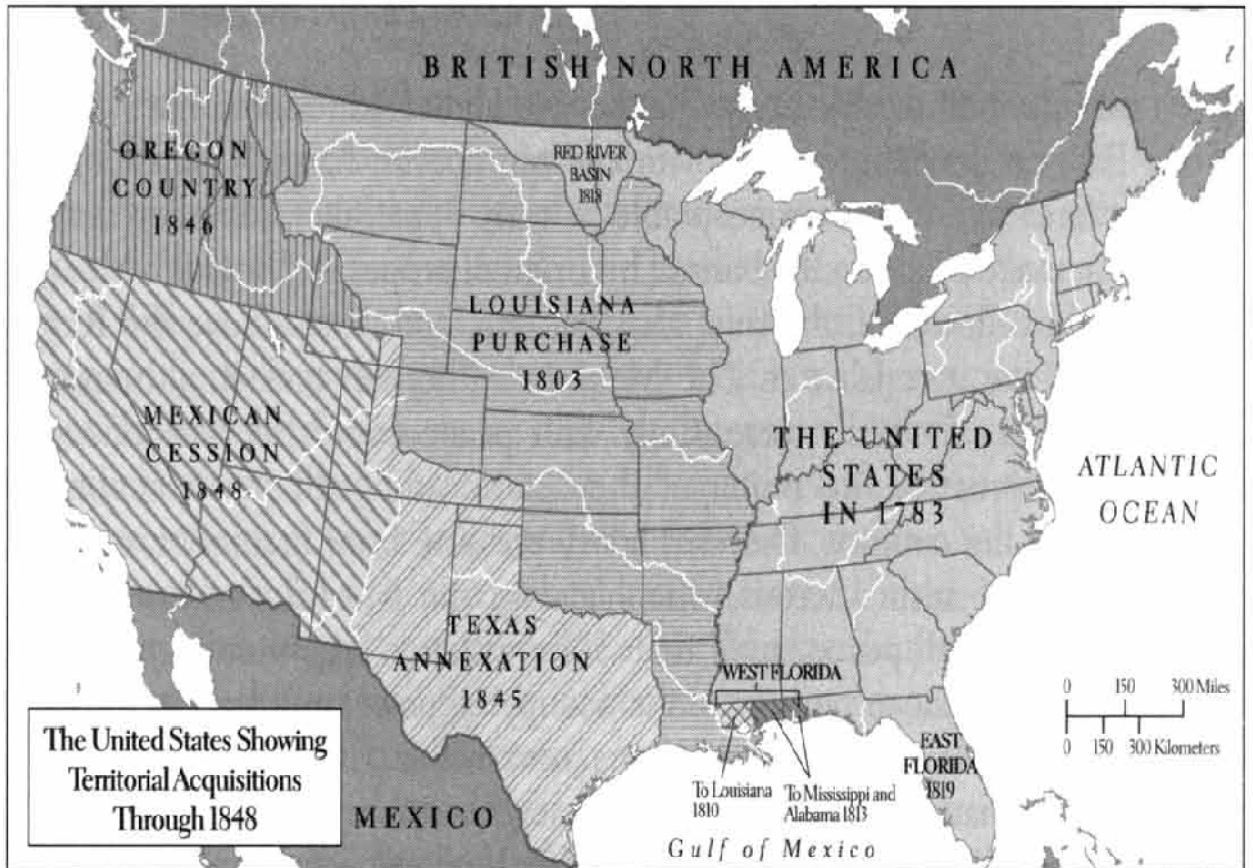 BRITISH NORTH AMERICA
OREGON
COUNTRY
1846
RED RIVER
BASIN
1818
LOUISIANA
PURCHASE
1803
MEXICAN
CESSION
1848
THE UNITED
STATES
IN 1783
ATLANTIC
OCEAN
TEXAS
ANNEXATION
1845
WEST FLORIDA
0 150 300 Miles
0 150 300 Kilometers
EAST
FLORIDA
1819
To Louisiana
1810
To Mississippi and
Alabama 1813
The United States Showing
Territorial Acquisitions
Through 1848
MEXICO
Gulf of Mexico